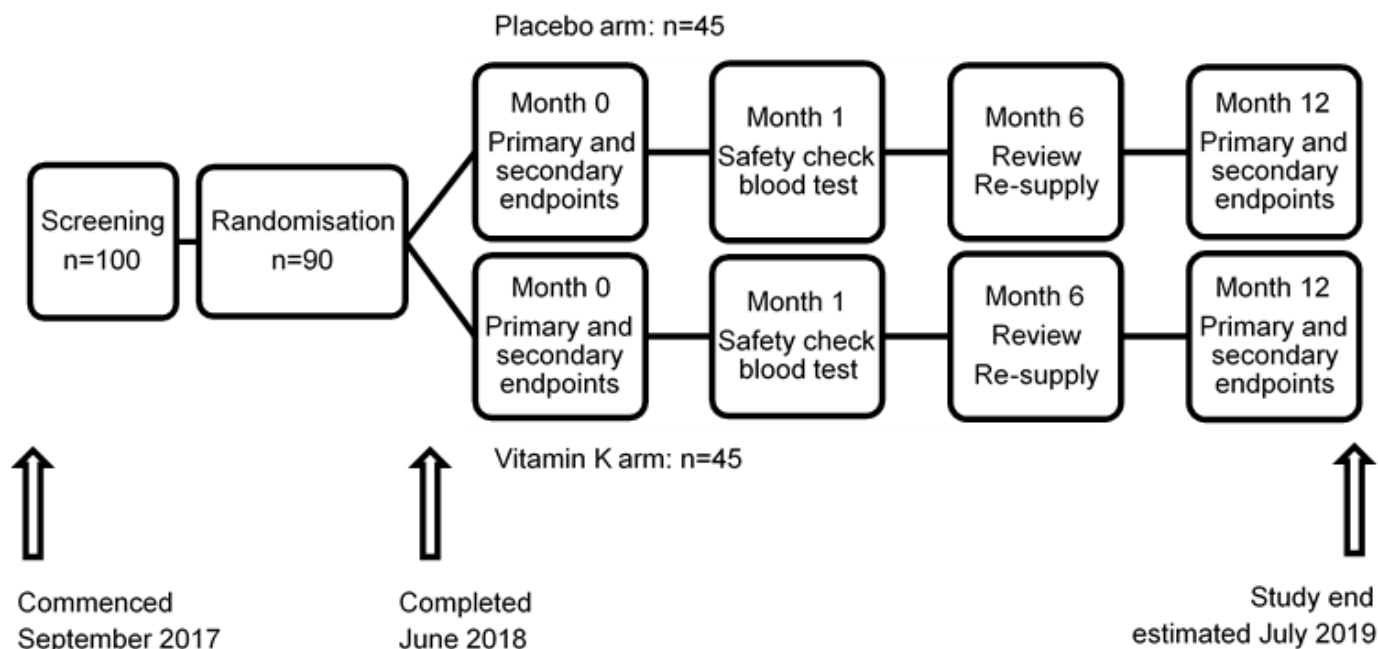 Placebo arm: n=45
Screening
n=100
Randomisation
n=90
Month 0
Primary and
secondary
endpoints
Month 1
Safety check
blood test
Month 6
Review
Re-supply
Month 12
Primary and
secondary
endpoints
Month 0
Primary and
secondary
endpoints
Month 1
Safety check
blood test
Month 6
Review
Re-supply
Month 12
Primary and
secondary
endpoints
Vitamin K arm: n=45
Commenced
September 2017
Completed
June 2018
Study end
estimated July 2019